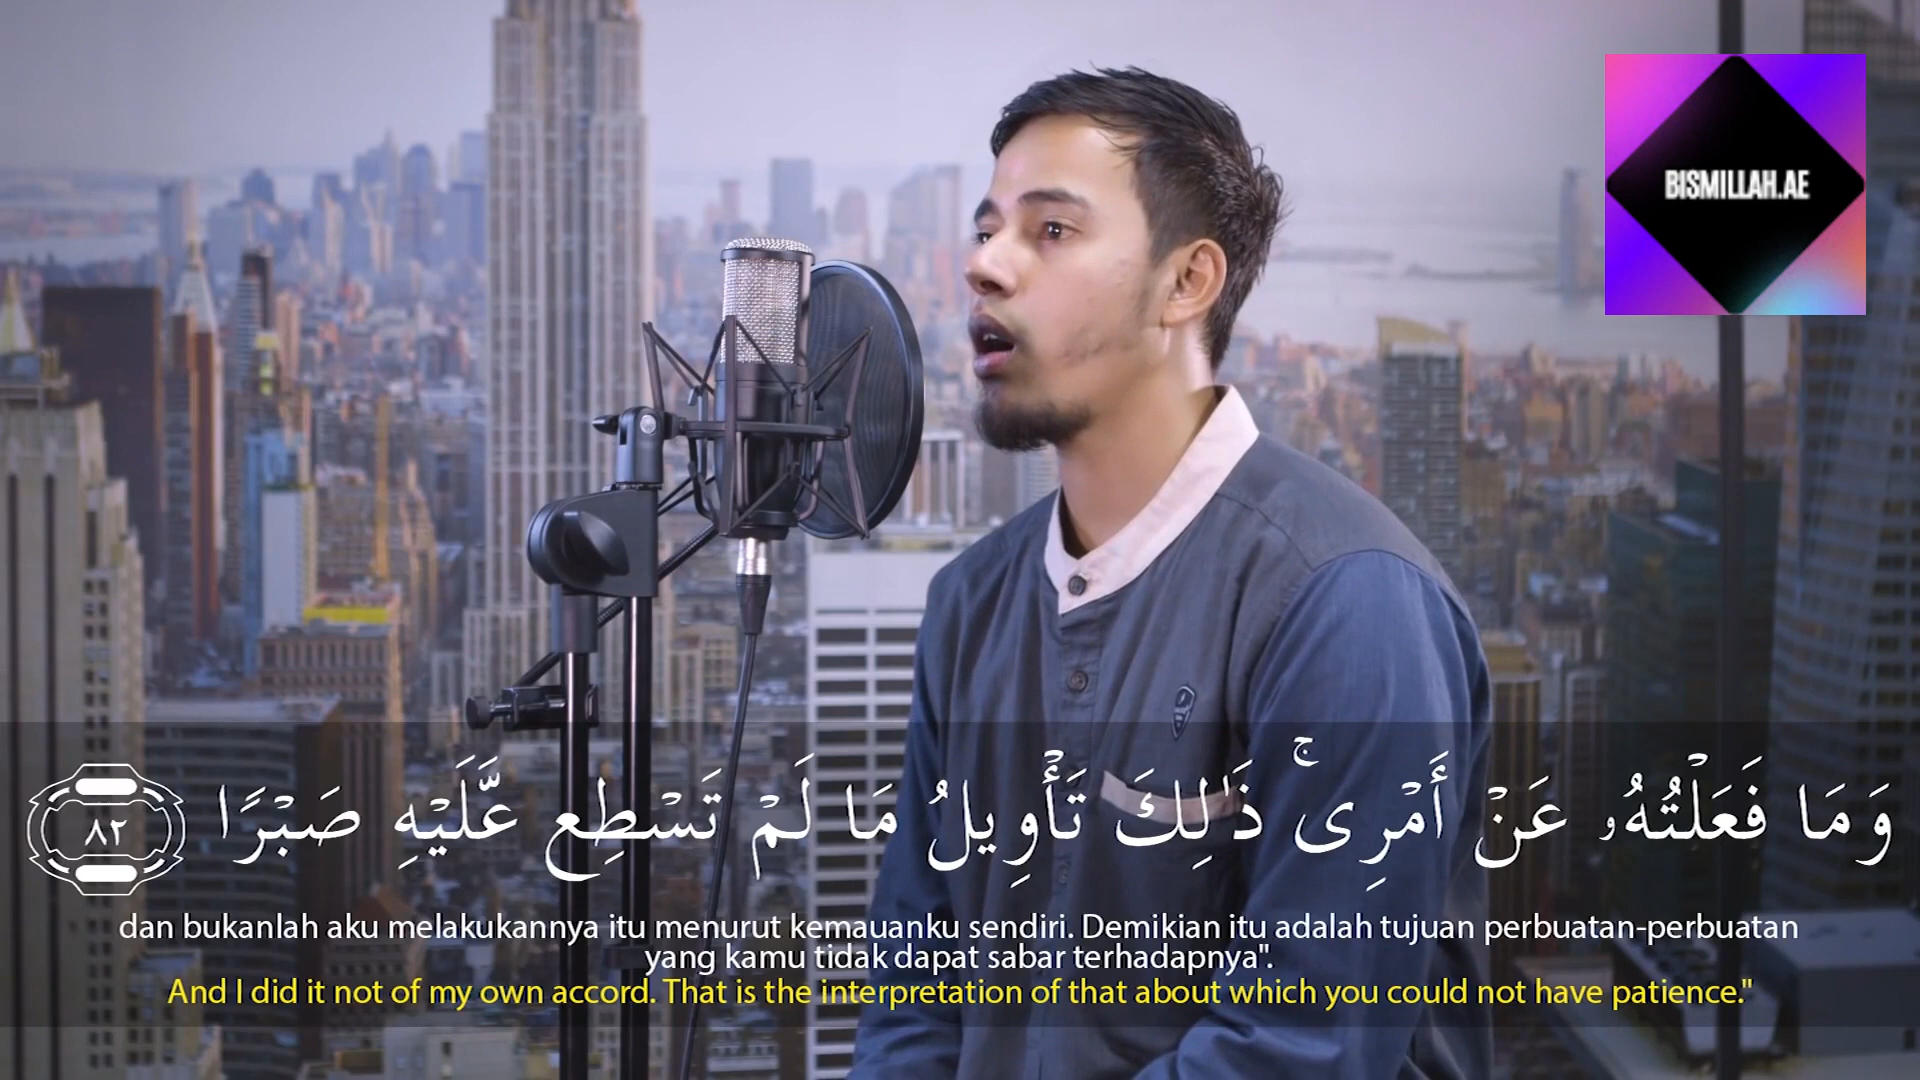 BISMILLAH.AE
وَمَا فَعَلْتُهُۥ عَنْ أَمْرِىۚ ذَٰلِكَ تَأْوِيلُ مَا لَمْ تَسْطِع عَّلَيْهِ صَبْرًا ٨٢
dan bukanlah aku melakukannya itu menurut kemauanku sendiri. Demikian itu adalah tujuan perbuatan-perbuatan
yang kamu tidak dapat sabar terhadapnya".
And I did it not of my own accord. That is the interpretation of that about which you could not have patience."